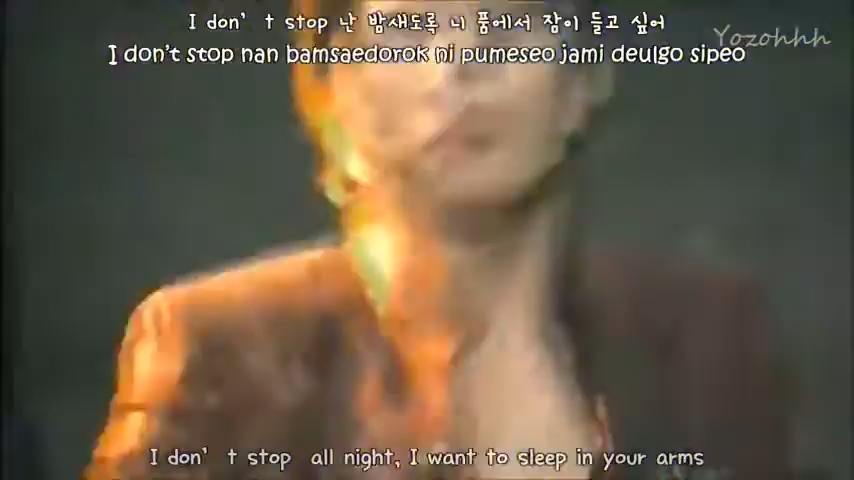 I don't stop 난 밤새도록 니 품에서 잠이 들고 싶어
Yozohhh
I don't stop nan bamsaedorok ni pumeseo jami deulgo sipeo
I don't stop all night, I want to sleep in your arms